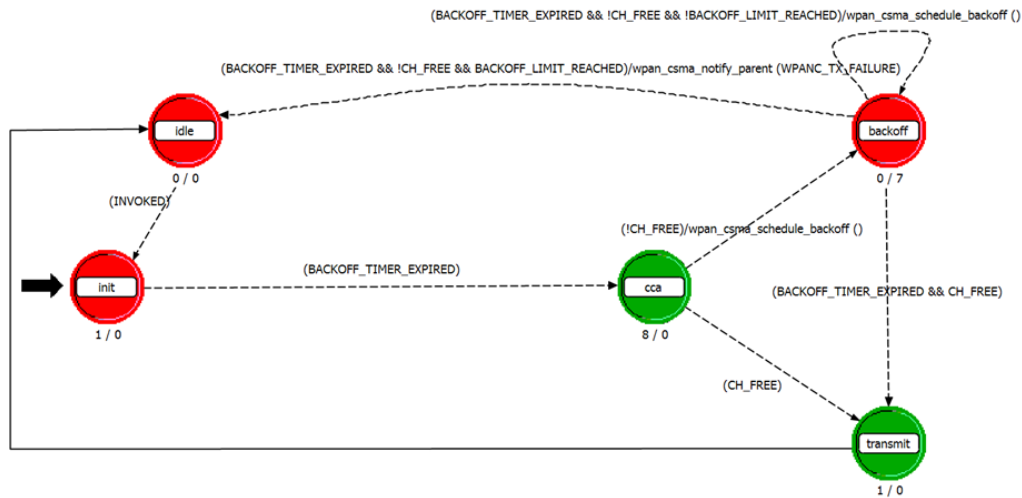 (BACKOFF_TIMER_EXPIRED && !CH_FREE && !BACKOFF_LIMIT_REACHED)/wpan_csma_schedule_backoff ()
(BACKOFF_TIMER_EXPIRED && !CH_FREE && BACKOFF_LIMIT_REACHED)/wpan_csma_notify_parent (WPANC_TX_FAILURE)
idle
backoff
0 / 0
0 / 7
(INVOKED)
(!CH_FREE)/wpan_csma_schedule_backoff ()
(BACKOFF_TIMER_EXPIRED)
init
cca
(BACKOFF_TIMER_EXPIRED && CH_FREE)
1 / 0
8 / 0
(CH_FREE)
transmit
1 / 0